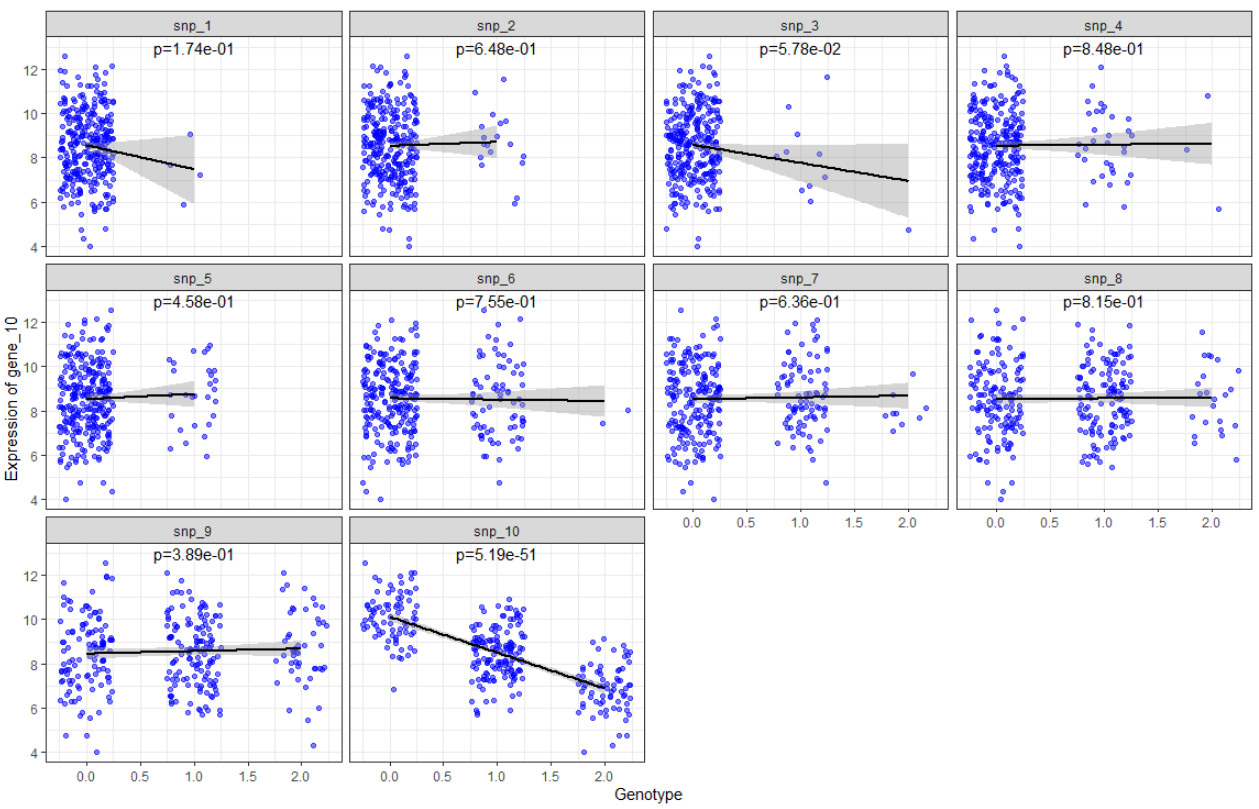 snp_1 snp_2 snp_3 snp_4
p=1.74e-01 p=6.48e-01 p=5.78e-02 p=8.48e-01
12
10
8
6
4
snp_5 snp_6 snp_7 snp_8
p=4.58e-01 p=7.55e-01 p=6.36e-01 p=8.15e-01
Expression of gene_10
12
10
8
6
4
0.0 0.5 1.0 1.5 2.0 0.0 0.5 1.0 1.5 2.0
snp_9 snp_10
p=3.89e-01 p=5.19e-51
12
10
8
6
4
0.0 0.5 1.0 1.5 2.0 0.0 0.5 1.0 1.5 2.0
Genotype